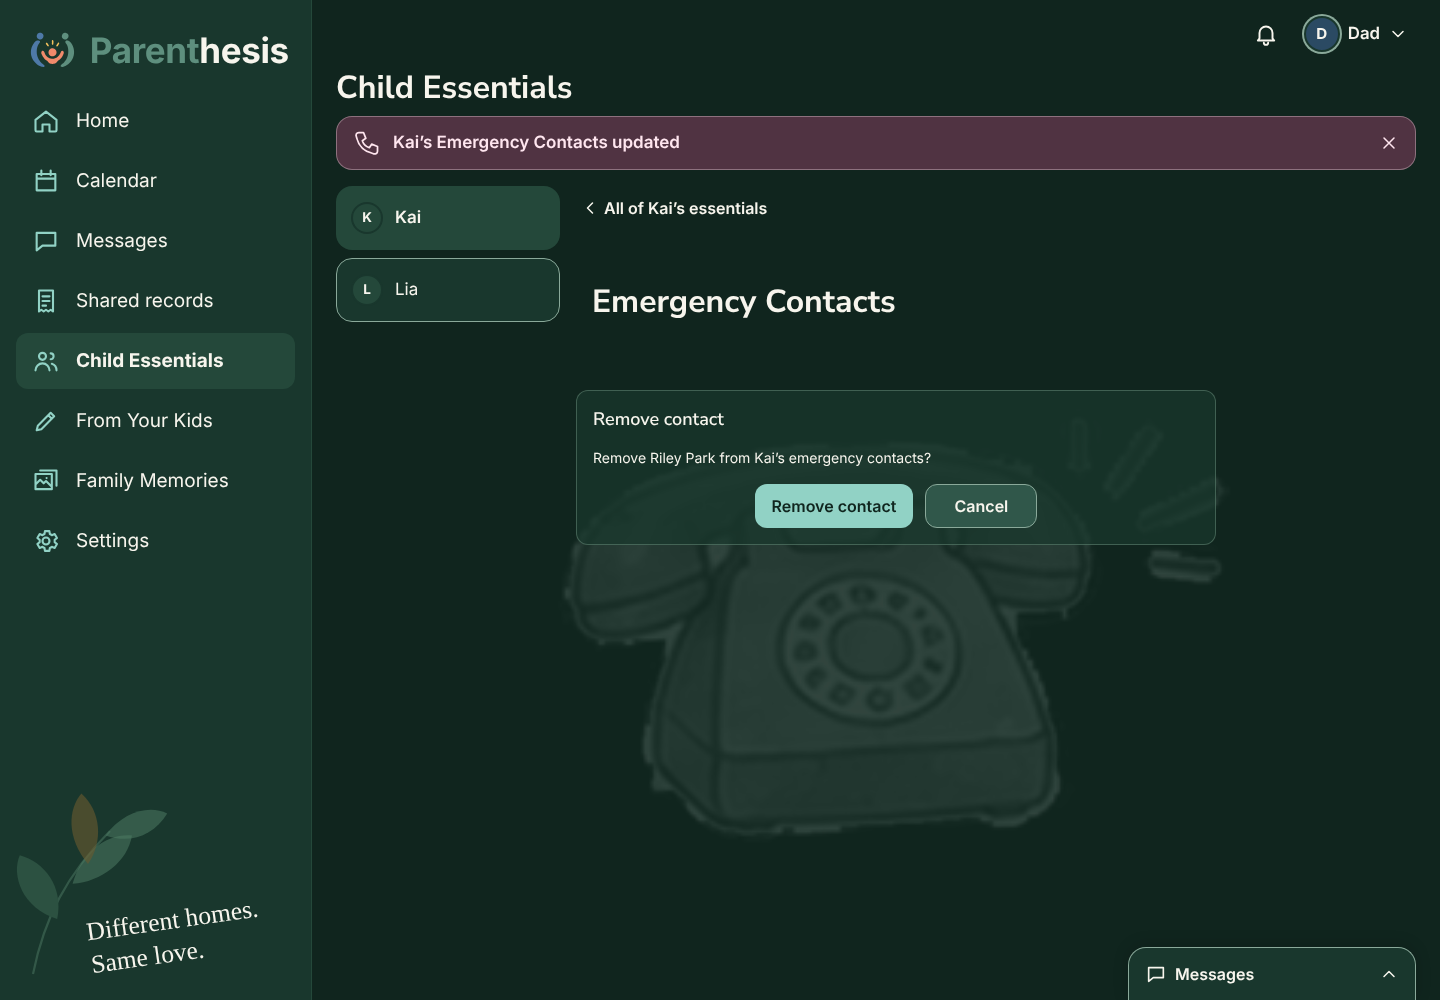 Parenthesis
Home
Calendar
Messages
Shared records
Child Essentials
From Your Kids
Family Memories
Settings
Different homes.
Same love.
D Dad
Child Essentials
Kai’s Emergency Contacts updated
K Kai
L Lia
All of Kai’s essentials
Emergency Contacts
Remove contact
Remove Riley Park from Kai’s emergency contacts?
Remove contact
Cancel
Messages